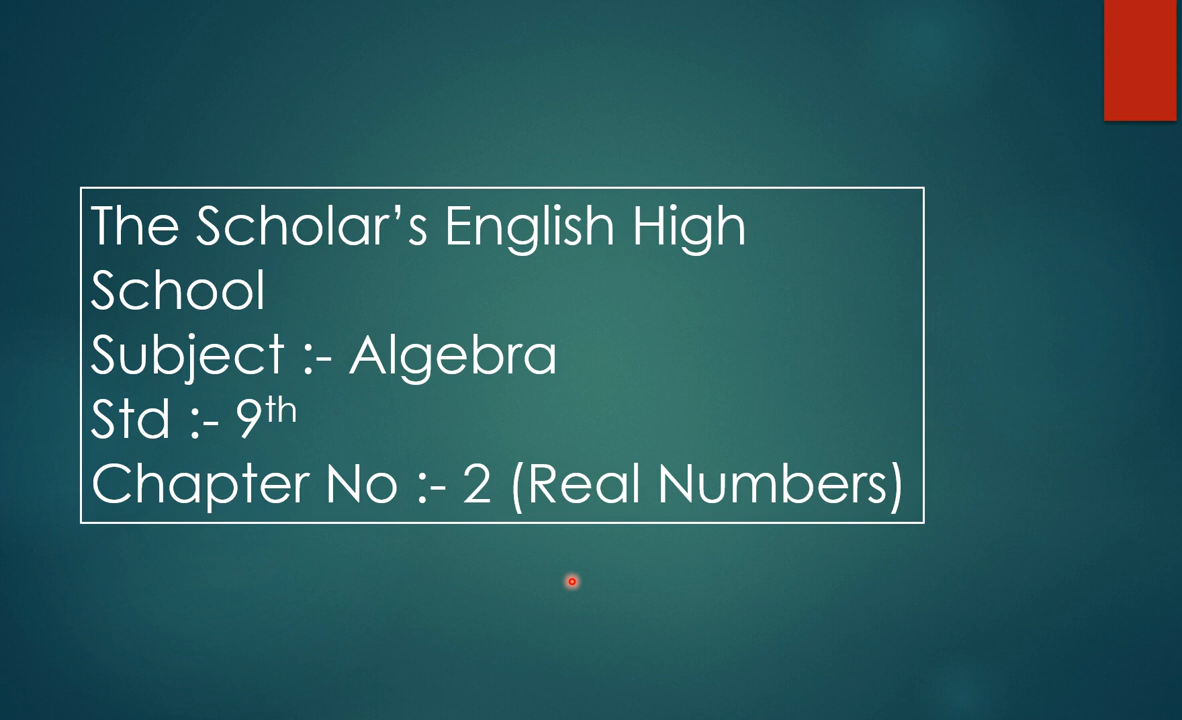 The Scholar’s English High
School
Subject :- Algebra
Std :- 9th
Chapter No :- 2 (Real Numbers)